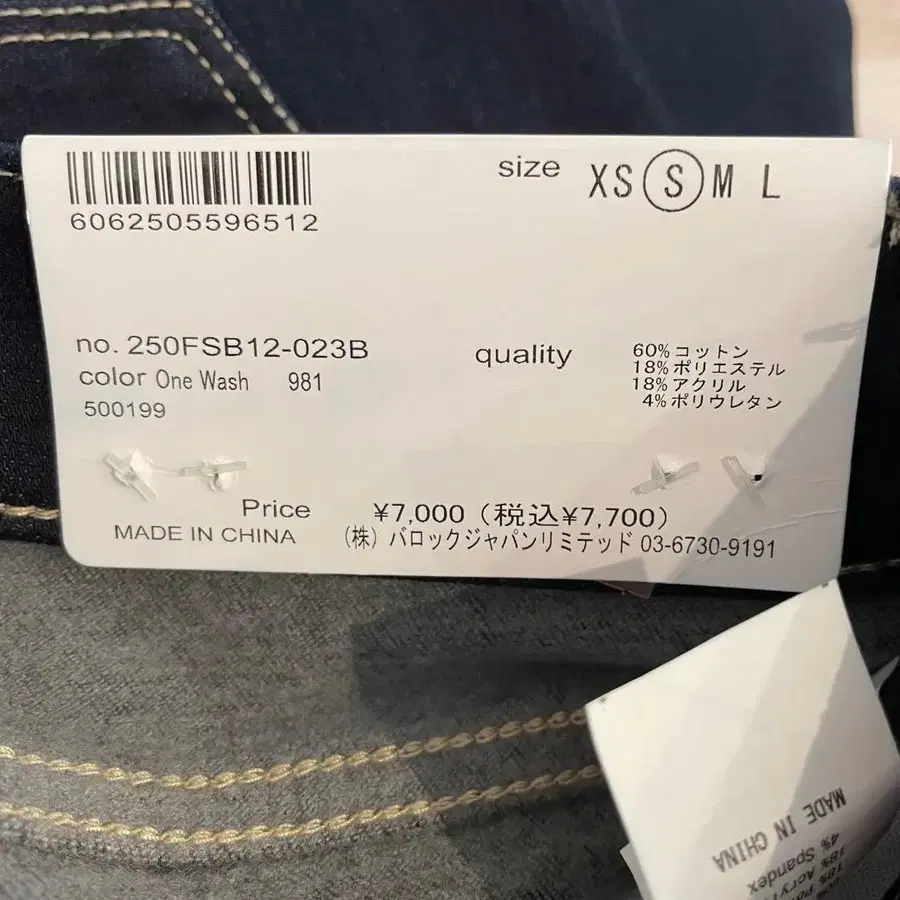 6062505596512
size XS S M L
no. 250FSB12-023B
color One Wash 981
500199
quality 60%コットン
18%ポリエステル
18%アクリル
4%ポリウレタン
Price ¥7,000(税込¥7,700)
MADE IN CHINA (株) バロックジャパンリミテッド 03-6730-9191
MADE IN CHINA
4% Spandex